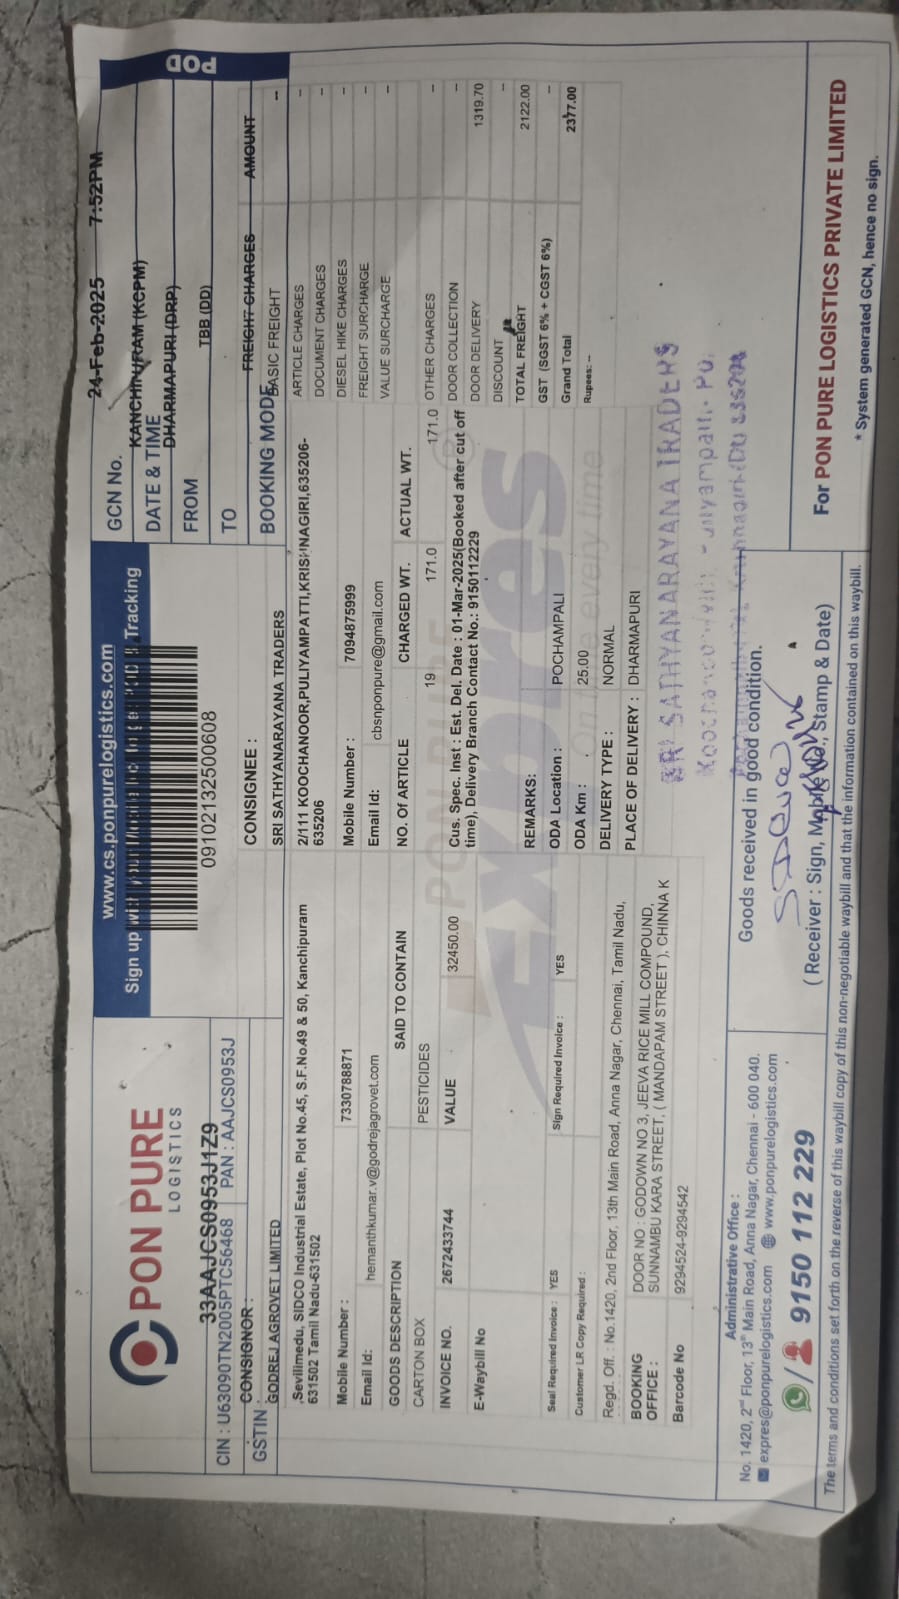 POD
PON PURE
LOGISTICS
www.cs.ponpurelogistics.com
Tracking
09102132500608
GCN No.
DATE & TIME
24-Feb-2025 7:52PM
FROM
KANCHIPURAM (KCPM)
TO
DHARMAPURI (DRP)
BOOKING MODE
TBB (DD)
33AAJCS0953J1Z9
CIN : U63090TN2005PTC56468 PAN : AAJCS0953J
GSTIN
CONSIGNOR :
GODREJ AGROVET LIMITED
,Sevilimedu, SIDCO Industrial Estate, Plot No.45, S.F.No.49 & 50, Kanchipuram
631502 Tamil Nadu-631502
Mobile Number : 7330788871
Email Id: hemanthkumar.v@godrejagrovet.com
CONSIGNEE :
SRI SATHYANARAYANA TRADERS
2/111 KOOCHANOOR,PULIYAMPATTI,KRISHNAGIRI,635206-
635206
Mobile Number : 7094875999
Email Id: cbsnponpure@gmail.com
GOODS DESCRIPTION SAID TO CONTAIN NO. Of ARTICLE CHARGED WT. ACTUAL WT.
CARTON BOX PESTICIDES 19 171.0 171.0
INVOICE NO. 2672433744 VALUE 32450.00
E-Waybill No
Cus. Spec. Inst : Est. Del. Date : 01-Mar-2025(Booked after cut off
time), Delivery Branch Contact No.: 9150112229
FREIGHT CHARGES AMOUNT
BASIC FREIGHT --
ARTICLE CHARGES --
DOCUMENT CHARGES --
DIESEL HIKE CHARGES --
FREIGHT SURCHARGE --
VALUE SURCHARGE --
OTHER CHARGES --
DOOR COLLECTION --
DOOR DELIVERY 1319.70
DISCOUNT --
TOTAL FREIGHT 2122.00
GST (SGST 6% + CGST 6%) --
Grand Total 2377.00
Rupees: --
Seal Required Invoice : YES Sign Required Invoice : YES
Customer LR Copy Required :
REMARKS:
ODA Location : POCHAMPALI
ODA Km : 25.00
DELIVERY TYPE : NORMAL
PLACE OF DELIVERY : DHARMAPURI
Regd. Off. : No.1420, 2nd Floor, 13th Main Road, Anna Nagar, Chennai, Tamil Nadu,
BOOKING OFFICE : DOOR NO : GODOWN NO 3, JEEVA RICE MILL COMPOUND,
SUNNAMBU KARA STREET, ( MANDAPAM STREET ), CHINNA K
Barcode No 9294524-9294542
PON PURE
Expres
on time every time
SRI SATHYANARAYANA TRADERS
Administrative Office :
No. 1420, 2nd Floor, 13th Main Road, Anna Nagar, Chennai - 600 040.
expres@ponpurelogistics.com www.ponpurelogistics.com
/ 9150 112 229
Goods received in good condition.
( Receiver : Sign, Mobile No., Stamp & Date)
For PON PURE LOGISTICS PRIVATE LIMITED
* System generated GCN, hence no sign.
The terms and conditions set forth on the reverse of this waybill copy of this non-negotiable waybill and that the information contained on this waybill.